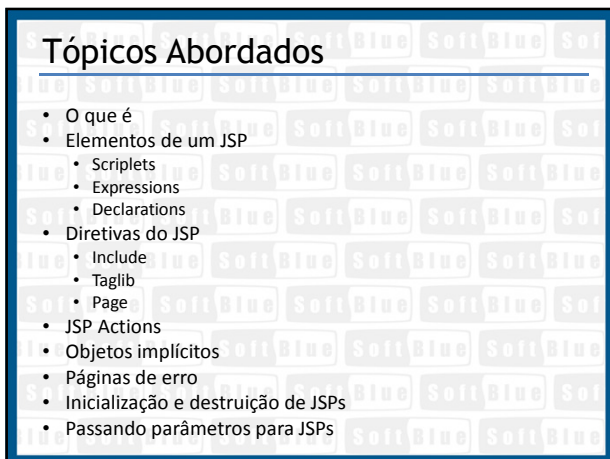 Tópicos Abordados
• O que é
• Elementos de um JSP
• Scriplets
• Expressions
• Declarations
• Diretivas do JSP
• Include
• Taglib
• Page
• JSP Actions
• Objetos implícitos
• Páginas de erro
• Inicialização e destruição de JSPs
• Passando parâmetros para JSPs